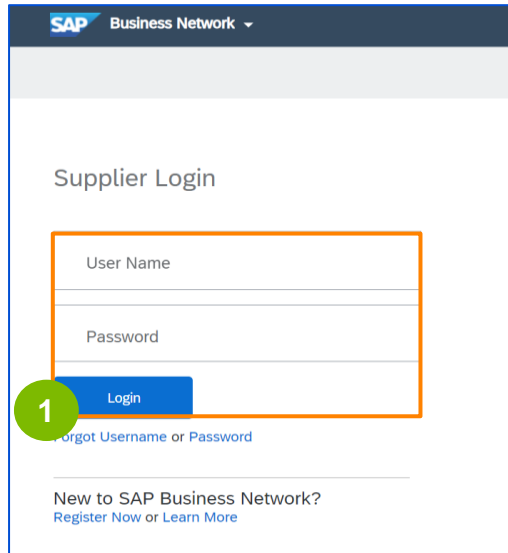 SAP Business Network
Supplier Login
User Name
Password
Login
1
Forgot Username or Password
New to SAP Business Network?
Register Now or Learn More